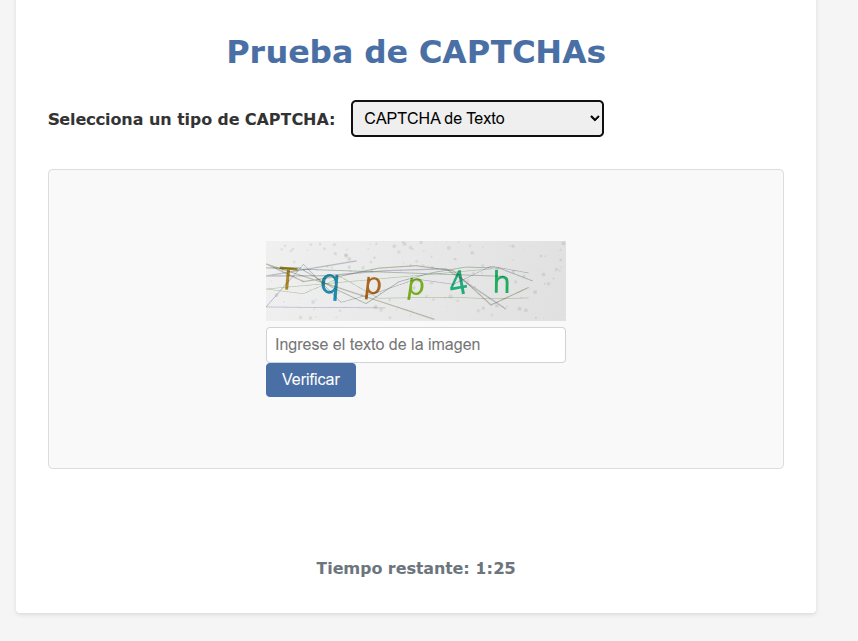 Prueba de CAPTCHAs
Selecciona un tipo de CAPTCHA: CAPTCHA de Texto
Tqpp4h
Ingrese el texto de la imagen
Verificar
Tiempo restante: 1:25